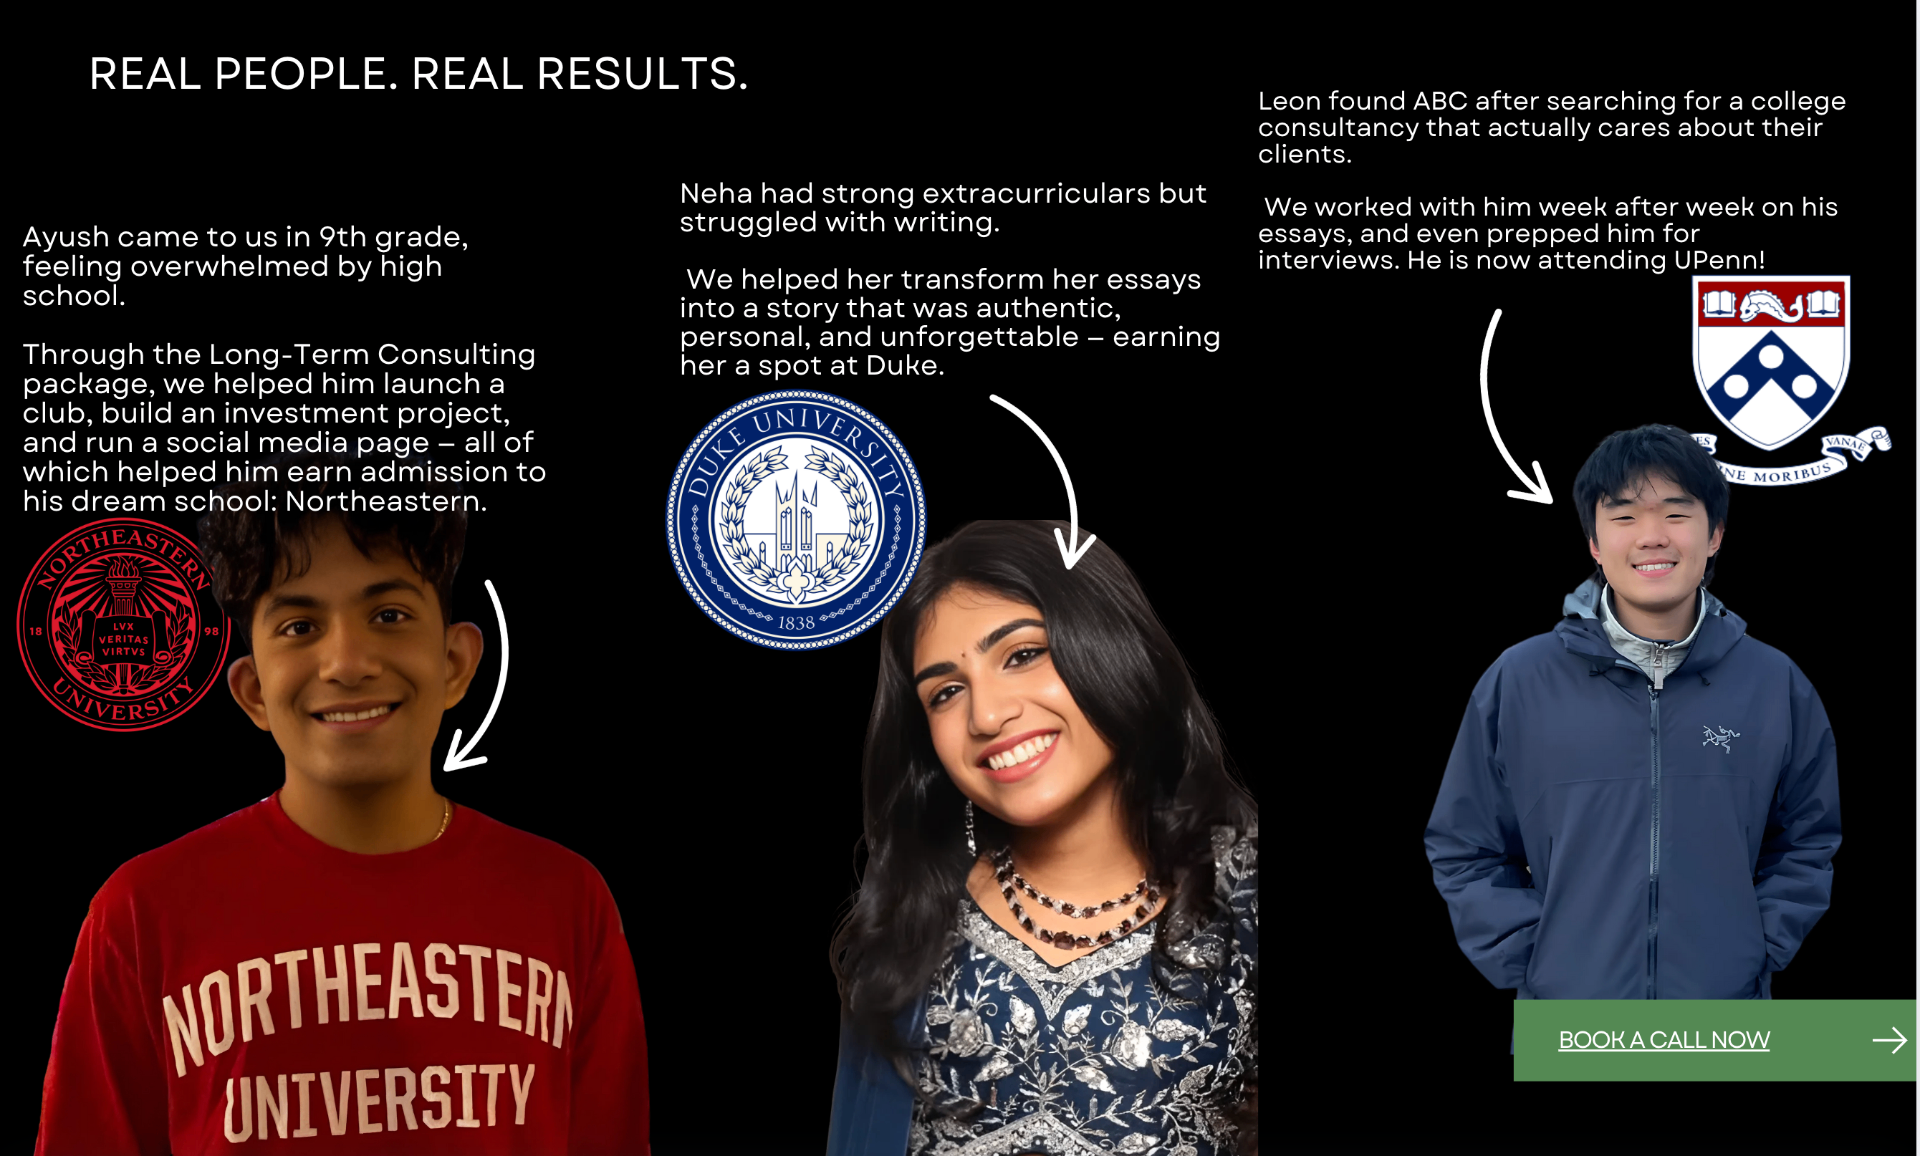 REAL PEOPLE. REAL RESULTS.
Ayush came to us in 9th grade,
feeling overwhelmed by high
school.
Through the Long-Term Consulting
package, we helped him launch a
club, build an investment project,
and run a social media page – all of
which helped him earn admission to
his dream school: Northeastern.
NORTHEASTERN
18 98
LVX
VERITAS
VIRTVS
UNIVERSITY
NORTHEASTERN
UNIVERSITY
Neha had strong extracurriculars but
struggled with writing.
We helped her transform her essays
into a story that was authentic,
personal, and unforgettable – earning
her a spot at Duke.
DUKE UNIVERSITY
1838
Leon found ABC after searching for a college
consultancy that actually cares about their
clients.
We worked with him week after week on his
essays, and even prepped him for
interviews. He is now attending UPenn!
ES
NE MORIBUS
VANAE
BOOK A CALL NOW